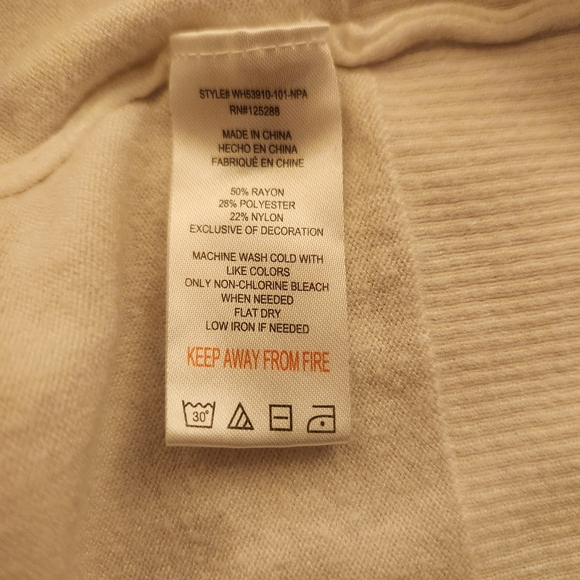 STYLE# WH53910-101-NPA
RN#125288
MADE IN CHINA
HECHO EN CHINA
FABRIQUÉ EN CHINE
50% RAYON
28% POLYESTER
22% NYLON
EXCLUSIVE OF DECORATION
MACHINE WASH COLD WITH
LIKE COLORS
ONLY NON-CHLORINE BLEACH
WHEN NEEDED
FLAT DRY
LOW IRON IF NEEDED
KEEP AWAY FROM FIRE
30°